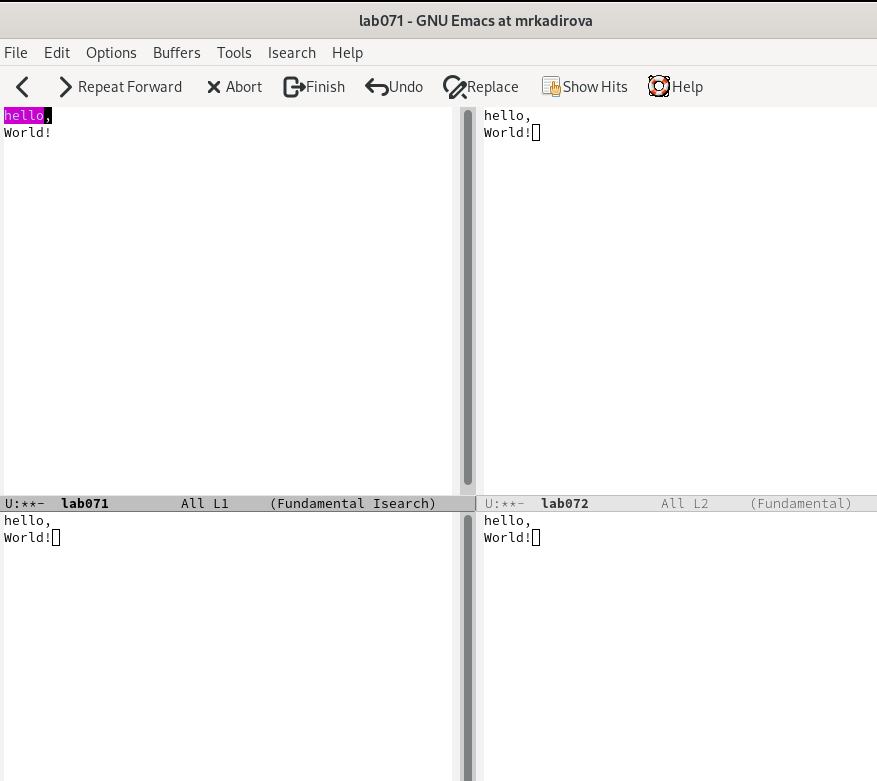 lab071 - GNU Emacs at mrkadirova
File Edit Options Buffers Tools Isearch Help
Repeat Forward Abort Finish Undo Replace Show Hits Help
hello,
World!
hello,
World!
U:**- lab071 All L1 (Fundamental Isearch)
U:**- lab072 All L2 (Fundamental)
hello,
World!
hello,
World!